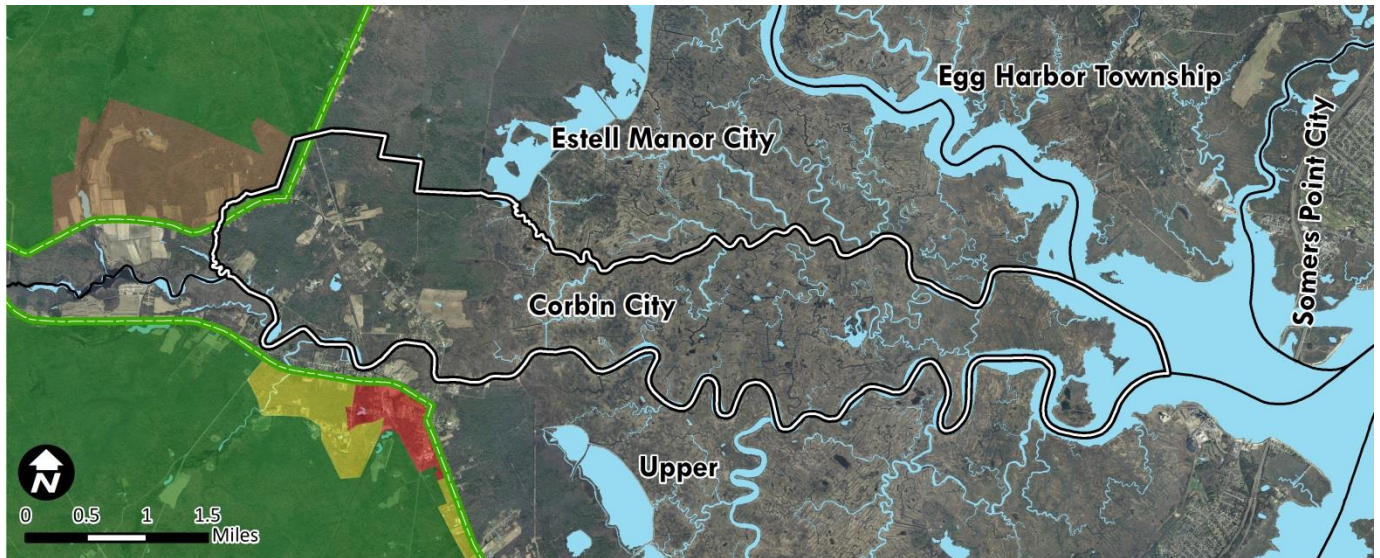 Egg Harbor Township
Estell Manor City
Somers Point City
Corbin City
Upper
N
0 0.5 1 1.5
Miles